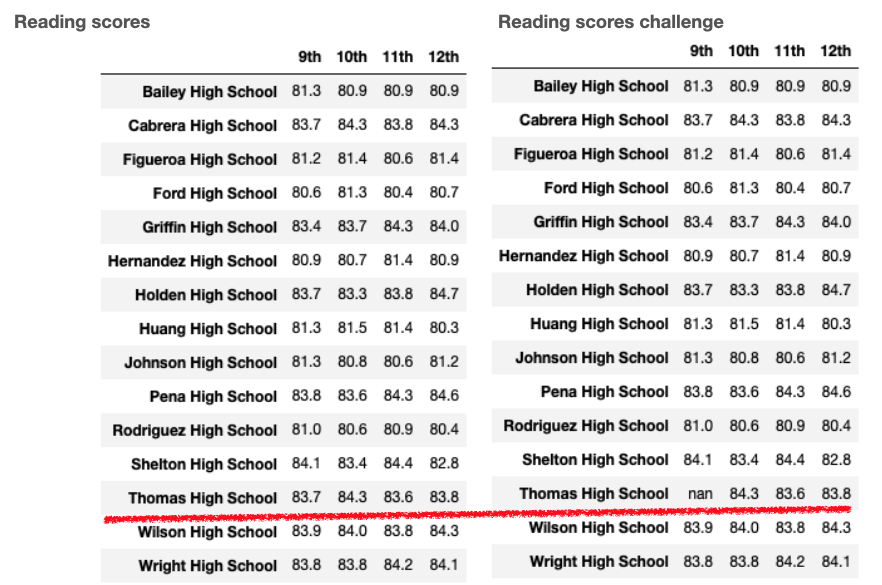 Reading scores
9th 10th 11th 12th
Bailey High School 81.3 80.9 80.9 80.9
Cabrera High School 83.7 84.3 83.8 84.3
Figueroa High School 81.2 81.4 80.6 81.4
Ford High School 80.6 81.3 80.4 80.7
Griffin High School 83.4 83.7 84.3 84.0
Hernandez High School 80.9 80.7 81.4 80.9
Holden High School 83.7 83.3 83.8 84.7
Huang High School 81.3 81.5 81.4 80.3
Johnson High School 81.3 80.8 80.6 81.2
Pena High School 83.8 83.6 84.3 84.6
Rodriguez High School 81.0 80.6 80.9 80.4
Shelton High School 84.1 83.4 84.4 82.8
Thomas High School 83.7 84.3 83.6 83.8
Wilson High School 83.9 84.0 83.8 84.3
Wright High School 83.8 83.8 84.2 84.1
Reading scores challenge
9th 10th 11th 12th
Bailey High School 81.3 80.9 80.9 80.9
Cabrera High School 83.7 84.3 83.8 84.3
Figueroa High School 81.2 81.4 80.6 81.4
Ford High School 80.6 81.3 80.4 80.7
Griffin High School 83.4 83.7 84.3 84.0
Hernandez High School 80.9 80.7 81.4 80.9
Holden High School 83.7 83.3 83.8 84.7
Huang High School 81.3 81.5 81.4 80.3
Johnson High School 81.3 80.8 80.6 81.2
Pena High School 83.8 83.6 84.3 84.6
Rodriguez High School 81.0 80.6 80.9 80.4
Shelton High School 84.1 83.4 84.4 82.8
Thomas High School nan 84.3 83.6 83.8
Wilson High School 83.9 84.0 83.8 84.3
Wright High School 83.8 83.8 84.2 84.1